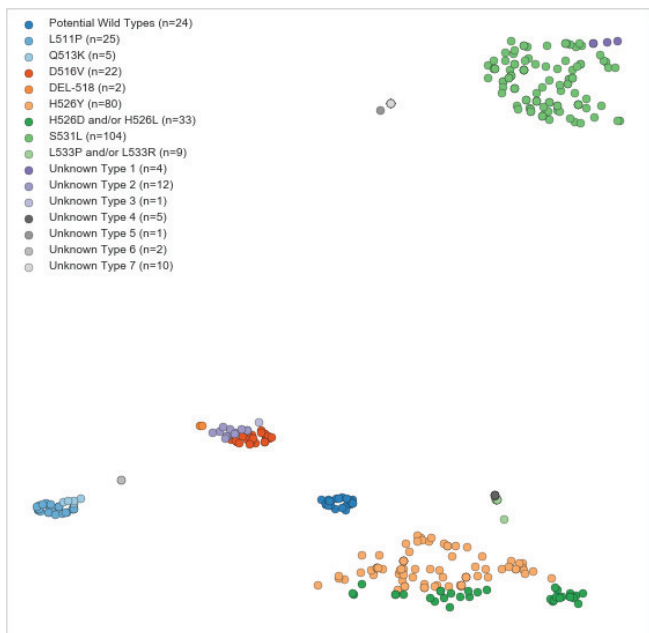 Potential Wild Types (n=24)
L511P (n=25)
Q513K (n=5)
D516V (n=22)
DEL-518 (n=2)
H526Y (n=80)
H526D and/or H526L (n=33)
S531L (n=104)
L533P and/or L533R (n=9)
Unknown Type 1 (n=4)
Unknown Type 2 (n=12)
Unknown Type 3 (n=1)
Unknown Type 4 (n=5)
Unknown Type 5 (n=1)
Unknown Type 6 (n=2)
Unknown Type 7 (n=10)